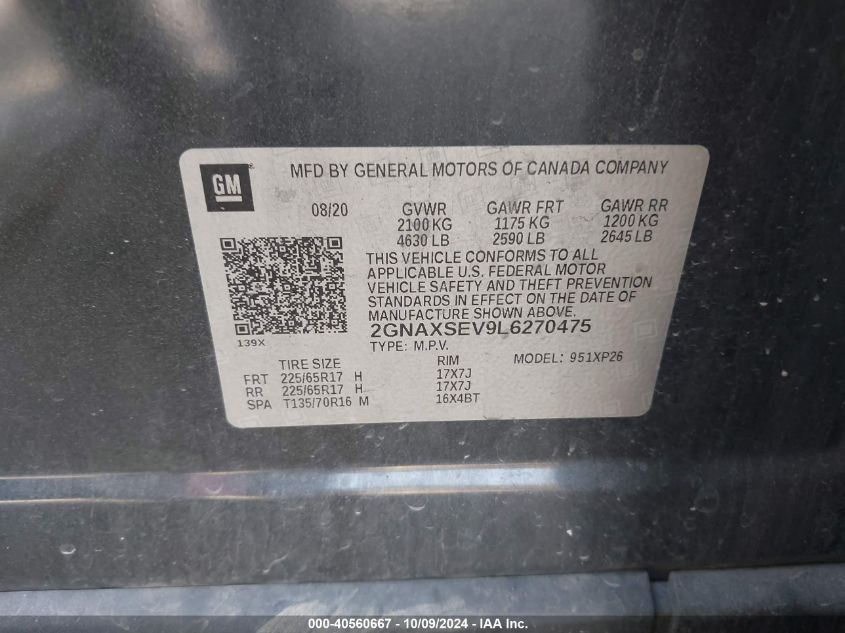 GM
MFD BY GENERAL MOTORS OF CANADA COMPANY
08/20 GVWR GAWR FRT GAWR RR
2100 KG 1175 KG 1200 KG
4630 LB 2590 LB 2645 LB
THIS VEHICLE CONFORMS TO ALL
APPLICABLE U.S. FEDERAL MOTOR
VEHICLE SAFETY AND THEFT PREVENTION
STANDARDS IN EFFECT ON THE DATE OF
MANUFACTURE SHOWN ABOVE.
139X 2GNAXSEV9L6270475
TYPE: M.P.V.
TIRE SIZE RIM MODEL: 951XP26
FRT 225/65R17 H 17X7J
RR 225/65R17 H 17X7J
SPA T135/70R16 M 16X4BT
000-40560667 - 10/09/2024 - IAA Inc.